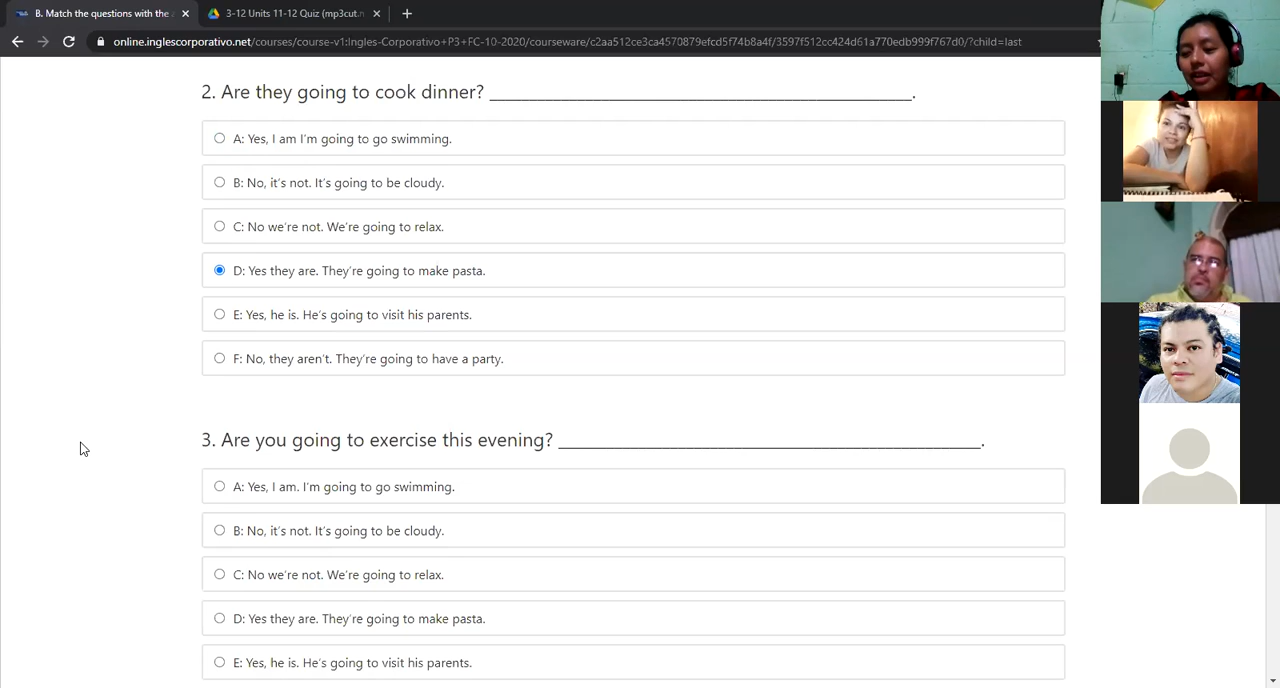 B. Match the questions with the
3-12 Units 11-12 Quiz (mp3cut.n
online.inglescorporativo.net/courses/course-v1:Ingles-Corporativo+P3+FC-10-2020/courseware/c2aa512ce3ca4570879efcd5f74b8a4f/3597f512cc424d61a770edb999f767d0/?child=last
2. Are they going to cook dinner? ______________________________________________.
A: Yes, I am I'm going to go swimming.
B: No, it's not. It's going to be cloudy.
C: No we're not. We're going to relax.
D: Yes they are. They're going to make pasta.
E: Yes, he is. He's going to visit his parents.
F: No, they aren't. They're going to have a party.
3. Are you going to exercise this evening? ______________________________________________.
A: Yes, I am. I'm going to go swimming.
B: No, it's not. It's going to be cloudy.
C: No we're not. We're going to relax.
D: Yes they are. They're going to make pasta.
E: Yes, he is. He's going to visit his parents.